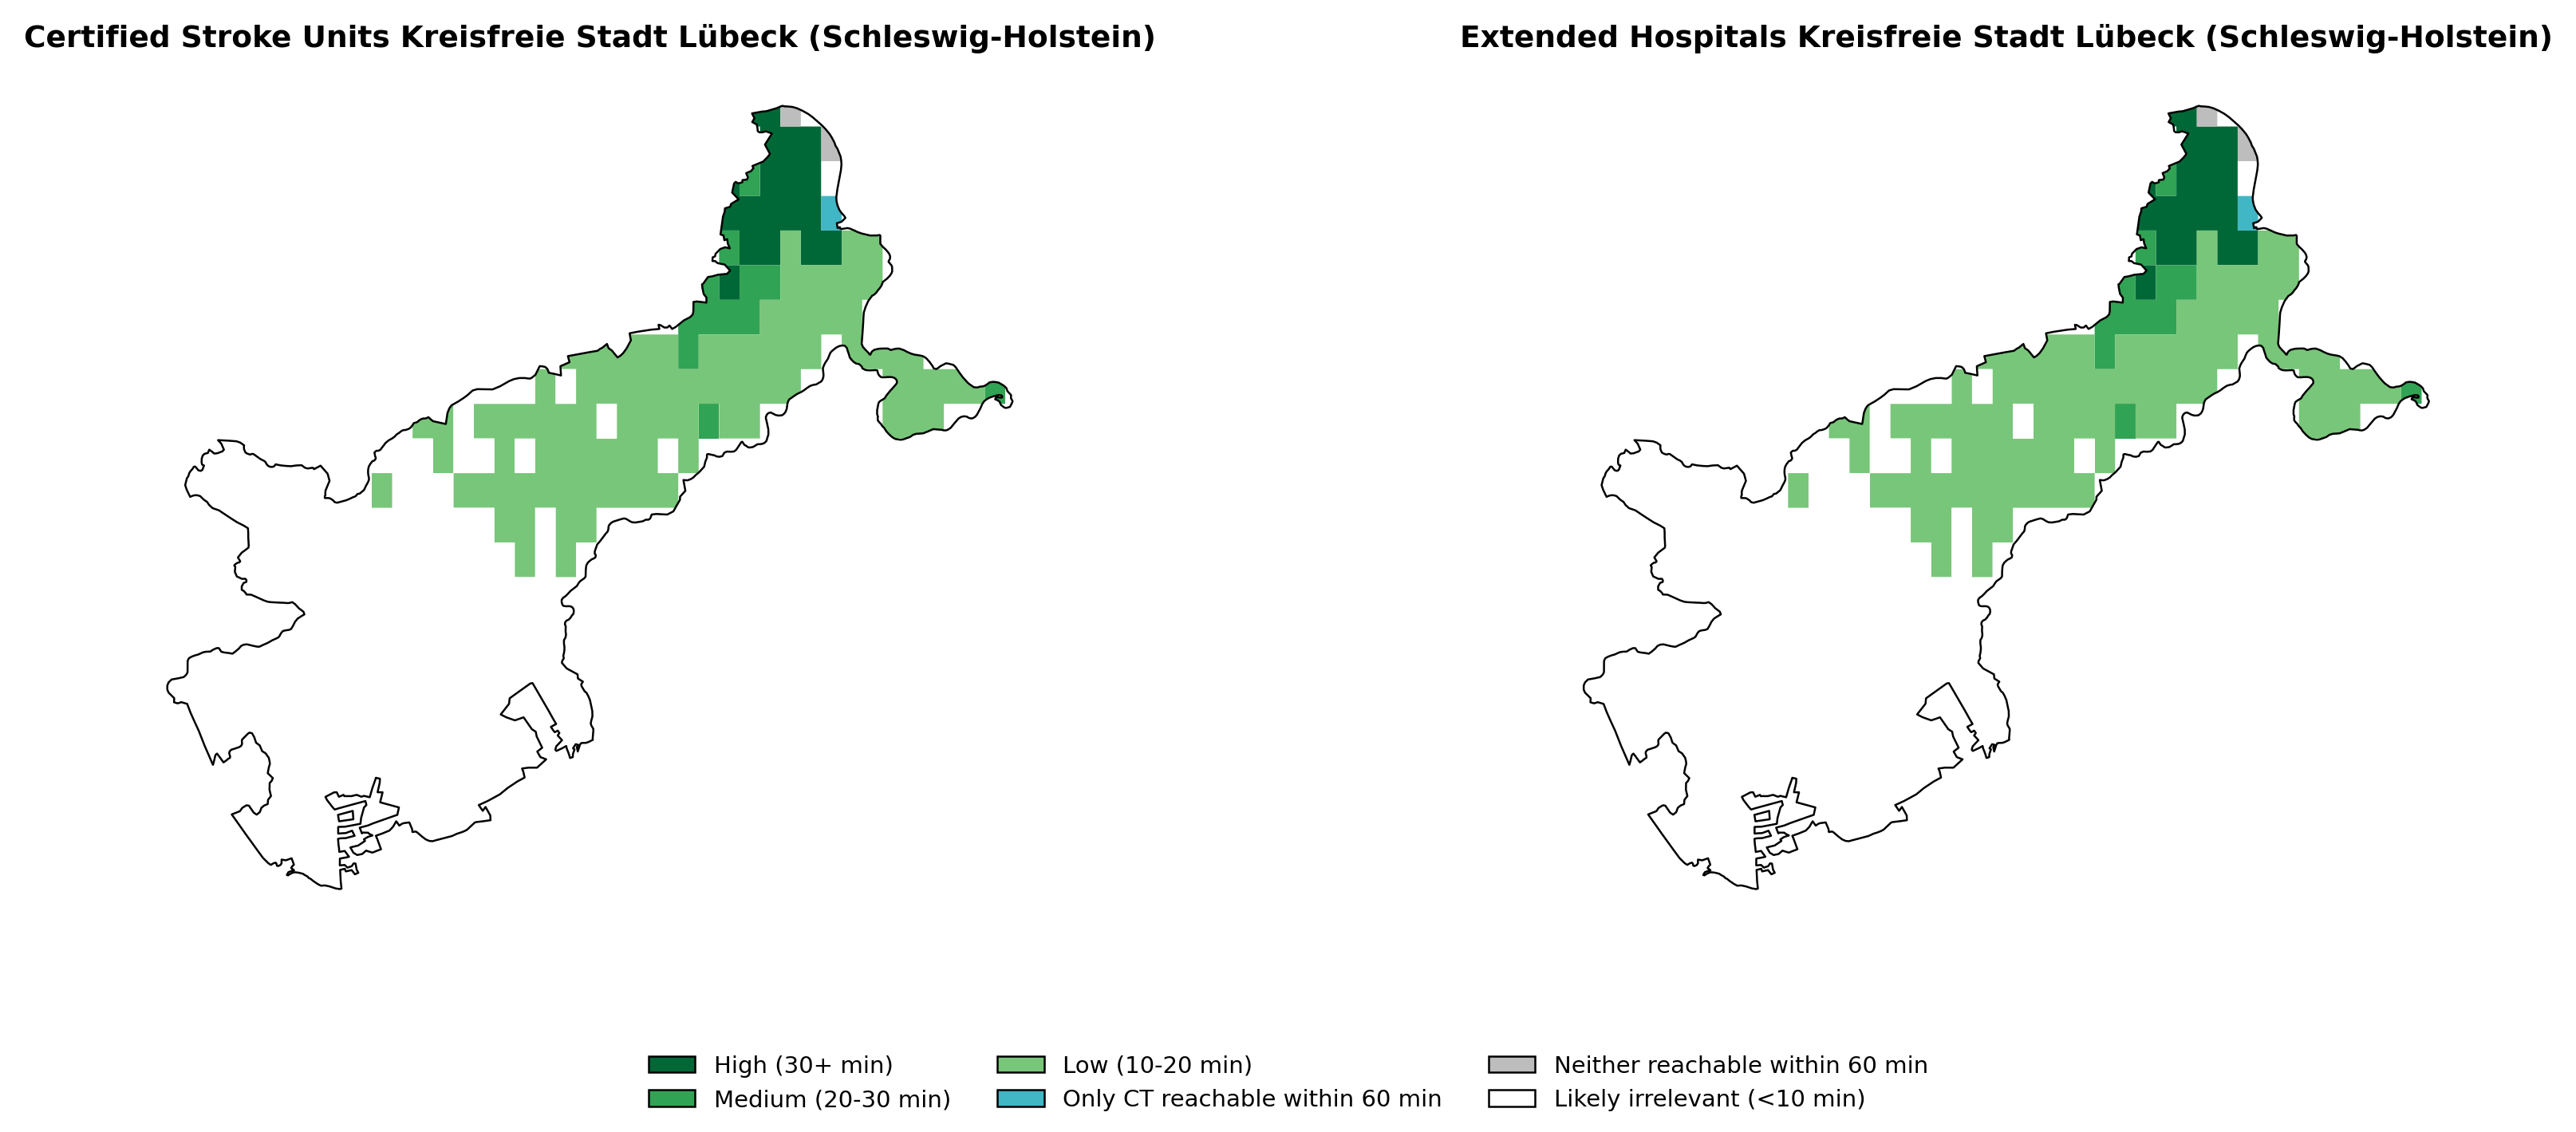 Certified Stroke Units Kreisfreie Stadt Lübeck (Schleswig-Holstein)
Extended Hospitals Kreisfreie Stadt Lübeck (Schleswig-Holstein)
High (30+ min)
Medium (20-30 min)
Low (10-20 min)
Only CT reachable within 60 min
Neither reachable within 60 min
Likely irrelevant (<10 min)